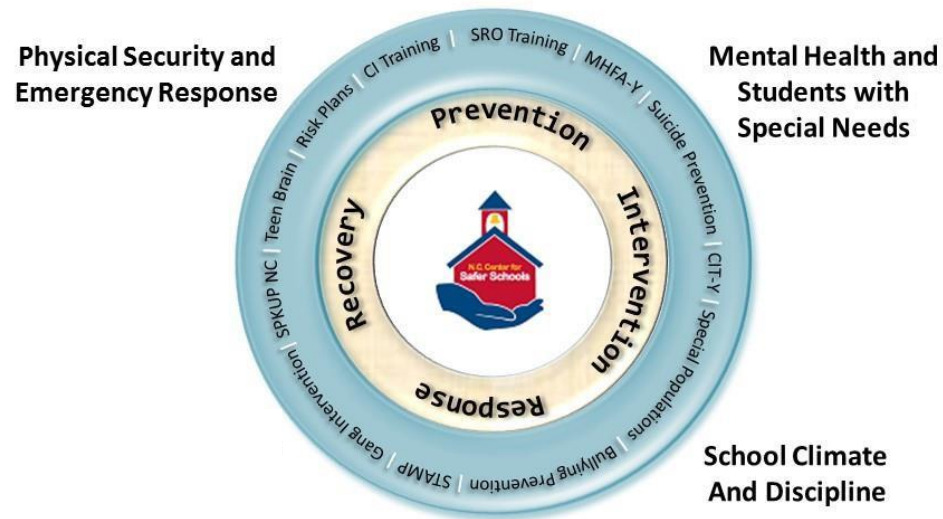 Physical Security and
Emergency Response
Mental Health and
Students with
Special Needs
School Climate
And Discipline
SRO Training | MHFA-Y | Suicide Prevention | CIT-Y | Special Populations | Bullying Prevention | STAMP | Gang Intervention | SPKUP NC | Teen Brain | Risk Plans | CI Training |
Prevention
Intervention
Response
Recovery
N.C. Center for
Safer Schools